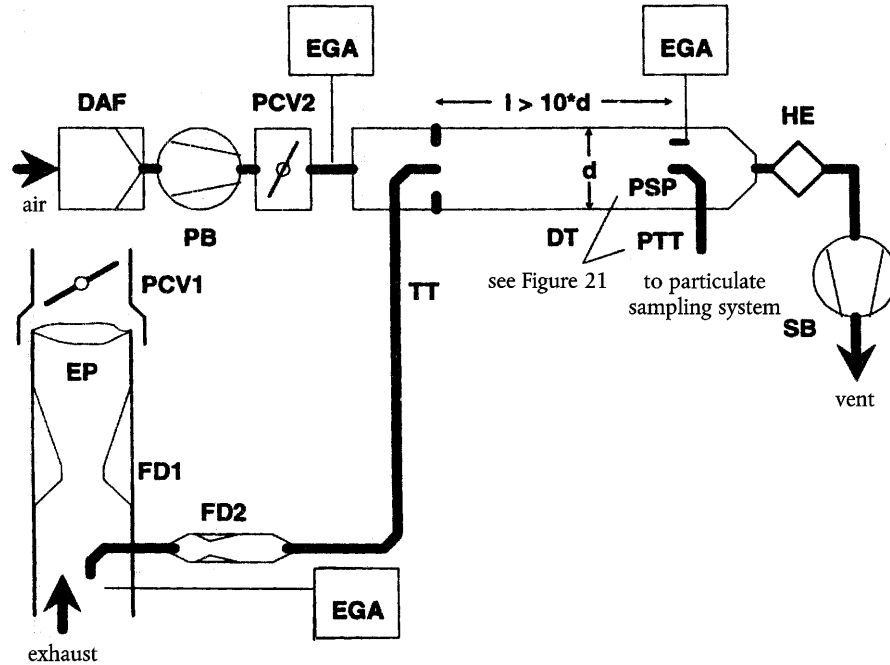 EGA
EGA
DAF
PCV2
l > 10*d
HE
air
d
PSP
PB
DT
PTT
PCV1
see Figure 21
to particulate
sampling system
TT
SB
EP
vent
FD1
FD2
EGA
exhaust